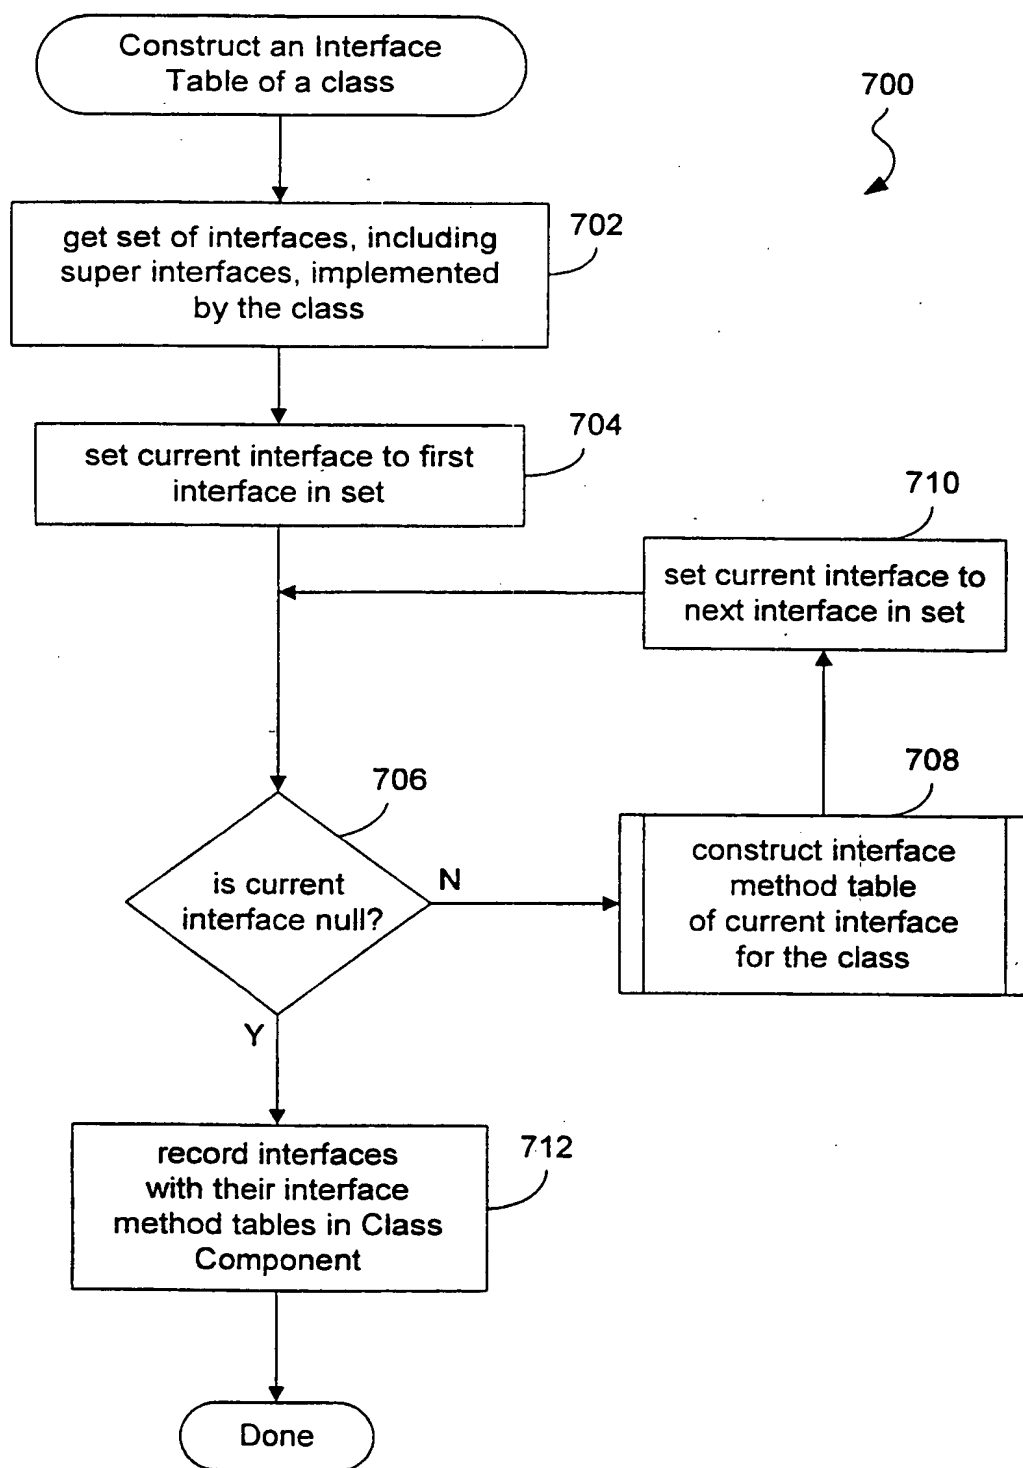 Construct an Interface
Table of a class
700
get set of interfaces, including
super interfaces, implemented
by the class
702
set current interface to first
interface in set
704
710
set current interface to
next interface in set
706
is current
interface null?
N
708
construct interface
method table
of current interface
for the class
Y
record interfaces
with their interface
method tables in Class
Component
712
Done